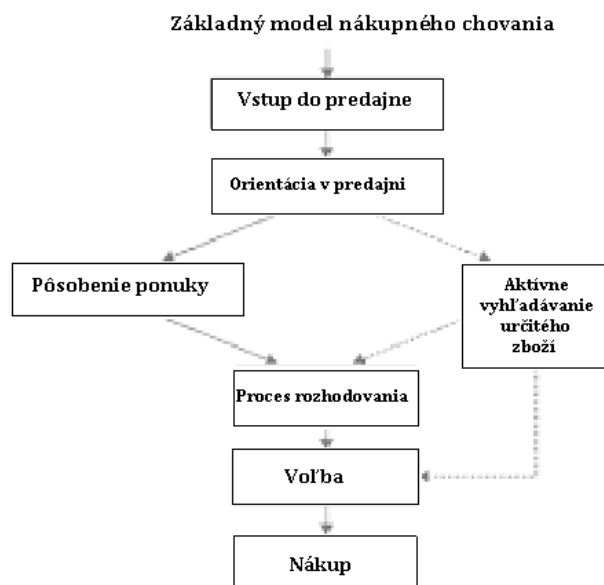 Základný model nákupného chovania
Vstup do predajne
Orientácia v predajni
Pôsobenie ponuky
Aktívne
vyhľadávanie
určitého
zboží
Proces rozhodovania
Voľba
Nákup